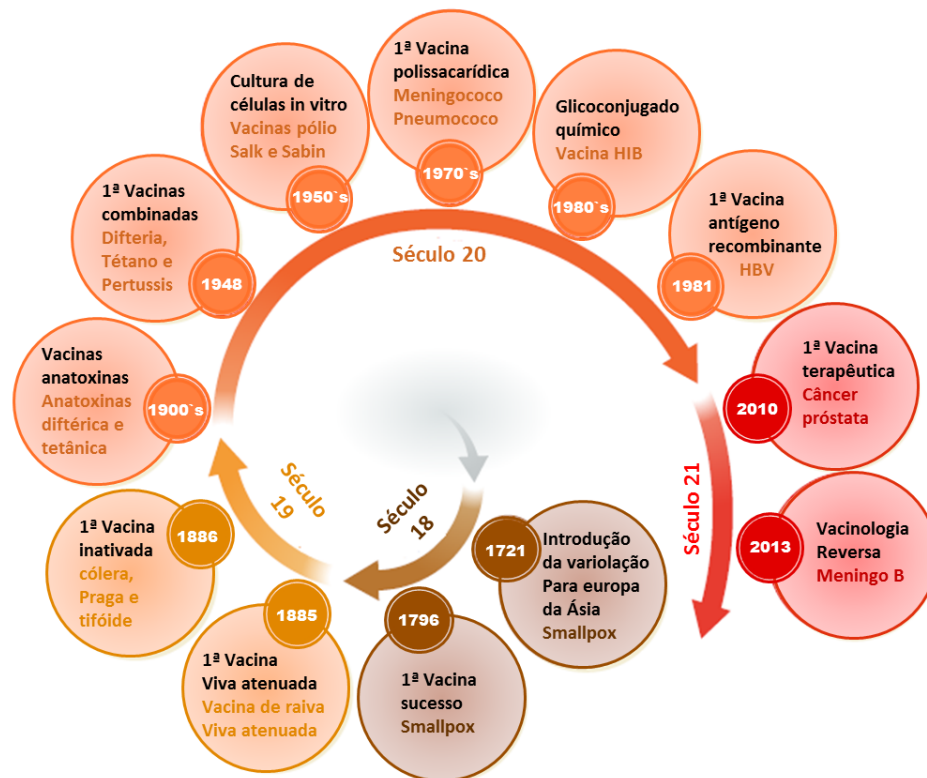 Século 18
1721
Introdução
da variolação
Para europa
da Ásia
Smallpox
1796
1ª Vacina
sucesso
Smallpox
Século
19
1885
1ª Vacina
Viva atenuada
Vacina de raiva
Viva atenuada
1886
1ª Vacina
inativada
cólera,
Praga e
tifóide
Século 20
1900`s
Vacinas
anatoxinas
Anatoxinas
diftérica e
tetânica
1948
1ª Vacinas
combinadas
Difteria,
Tétano e
Pertussis
1950`s
Cultura de
células in vitro
Vacinas pólio
Salk e Sabin
1970`s
1ª Vacina
polissacarídica
Meningococo
Pneumococo
1980`s
Glicoconjugado
químico
Vacina HIB
1981
1ª Vacina
antígeno
recombinante
HBV
Século 21
2010
1ª Vacina
terapêutica
Câncer
próstata
2013
Vacinologia
Reversa
Meningo B